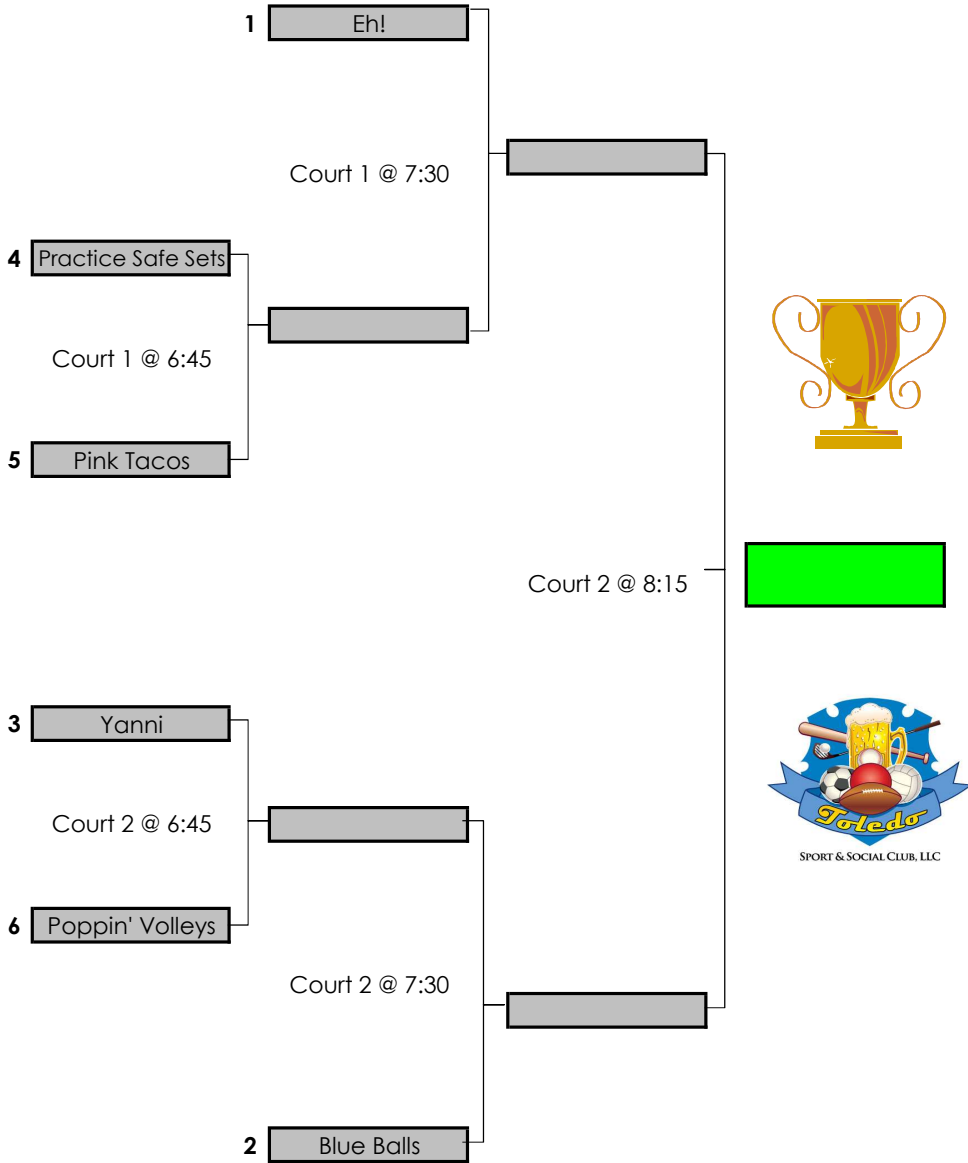 1 Eh!
Court 1 @ 7:30
4 Practice Safe Sets
Court 1 @ 6:45
5 Pink Tacos
Court 2 @ 8:15
3 Yanni
Court 2 @ 6:45
6 Poppin' Volleys
Court 2 @ 7:30
2 Blue Balls
Toledo
SPORT & SOCIAL CLUB, LLC